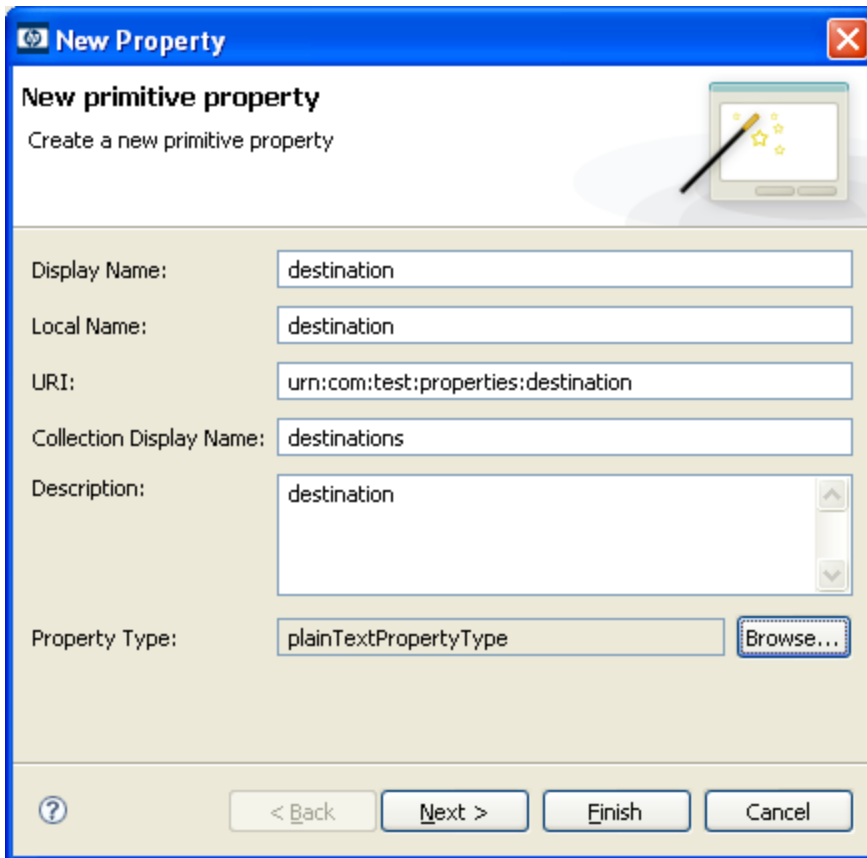 New Property
New primitive property
Create a new primitive property
Display Name: destination
Local Name: destination
URI: urn:com:test:properties:destination
Collection Display Name: destinations
Description: destination
Property Type: plainTextPropertyType Browse...
? < Back Next > Finish Cancel